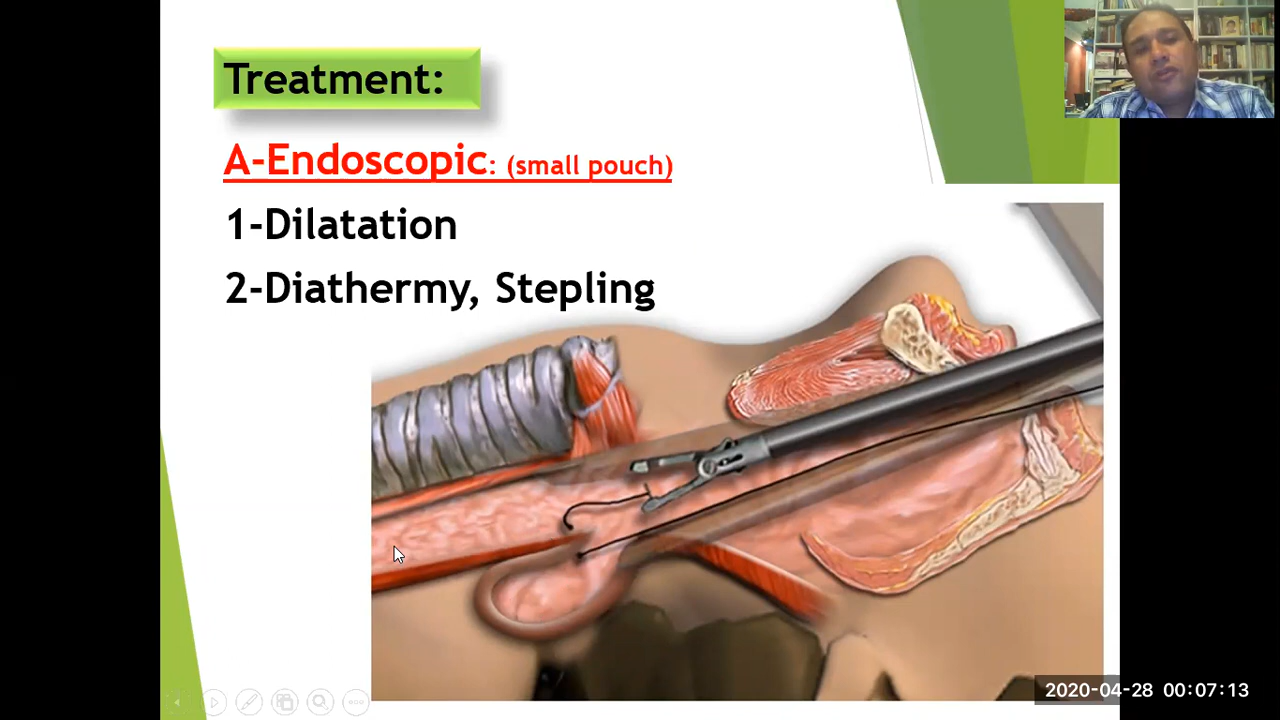 Treatment:
A-Endoscopic: (small pouch)
1-Dilatation
2-Diathermy, Stepling
2020-04-28 00:07:13